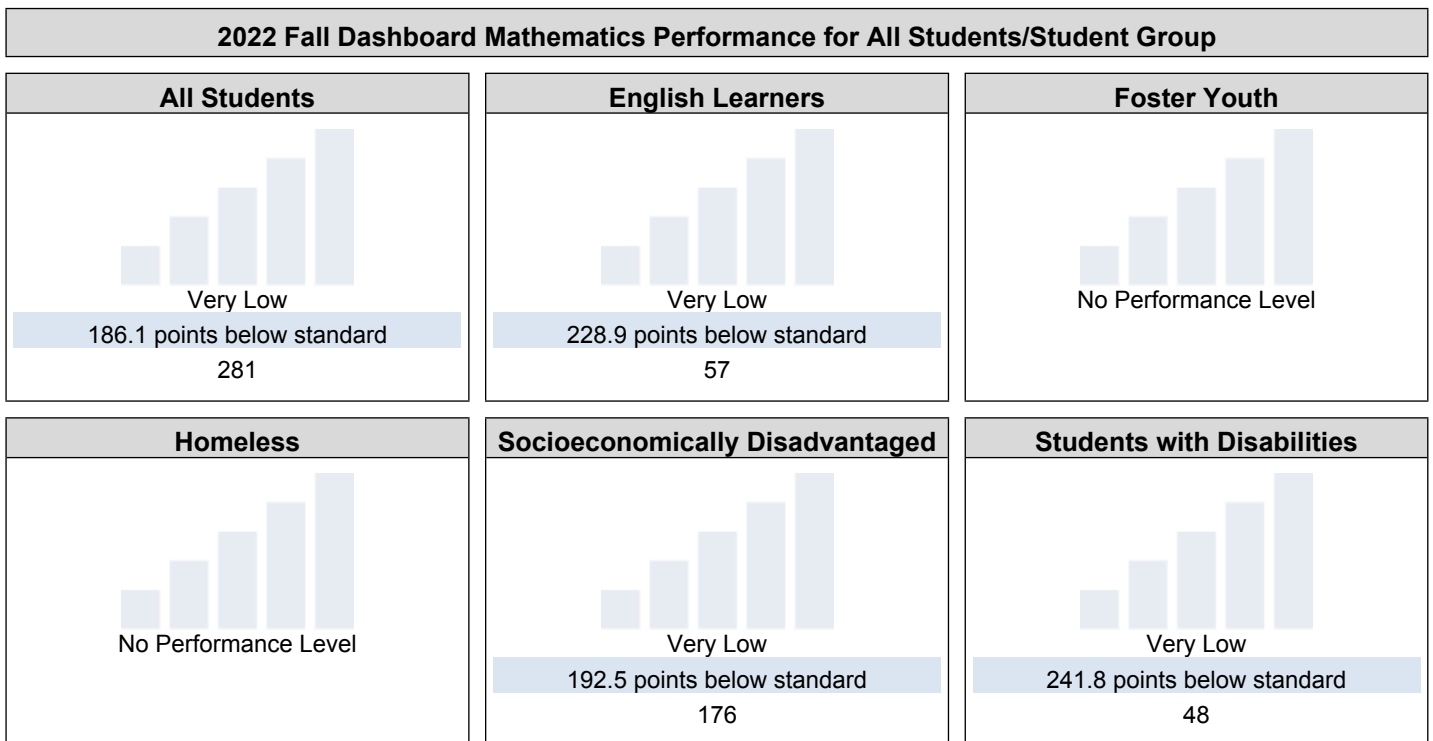 2022 Fall Dashboard Mathematics Performance for All Students/Student Group
All Students
Very Low
186.1 points below standard
281
English Learners
Very Low
228.9 points below standard
57
Foster Youth
No Performance Level
Homeless
No Performance Level
Socioeconomically Disadvantaged
Very Low
192.5 points below standard
176
Students with Disabilities
Very Low
241.8 points below standard
48